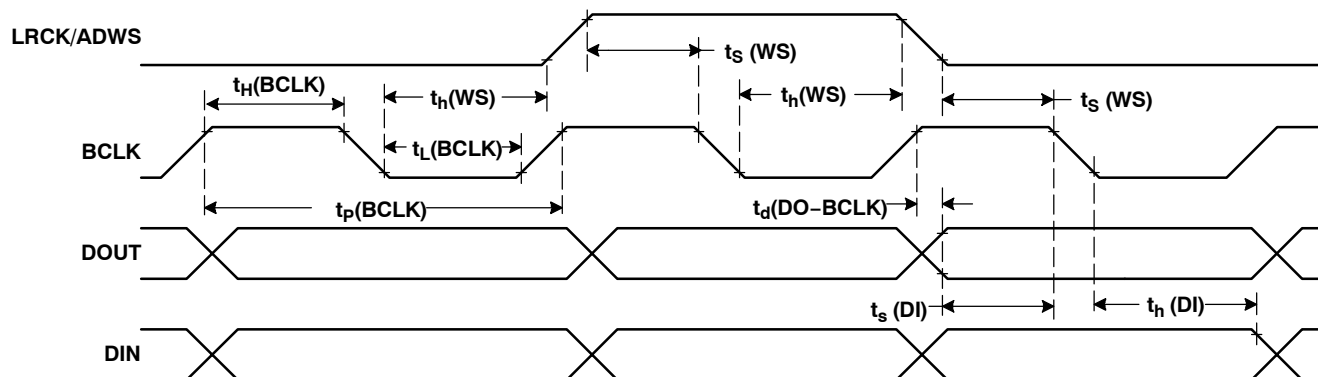 LRCK/ADWS
tS (WS)
tH(BCLK)
th(WS)
th(WS)
tS (WS)
BCLK
tL(BCLK)
tP(BCLK)
td(DO−BCLK)
DOUT
ts (DI)
th (DI)
DIN